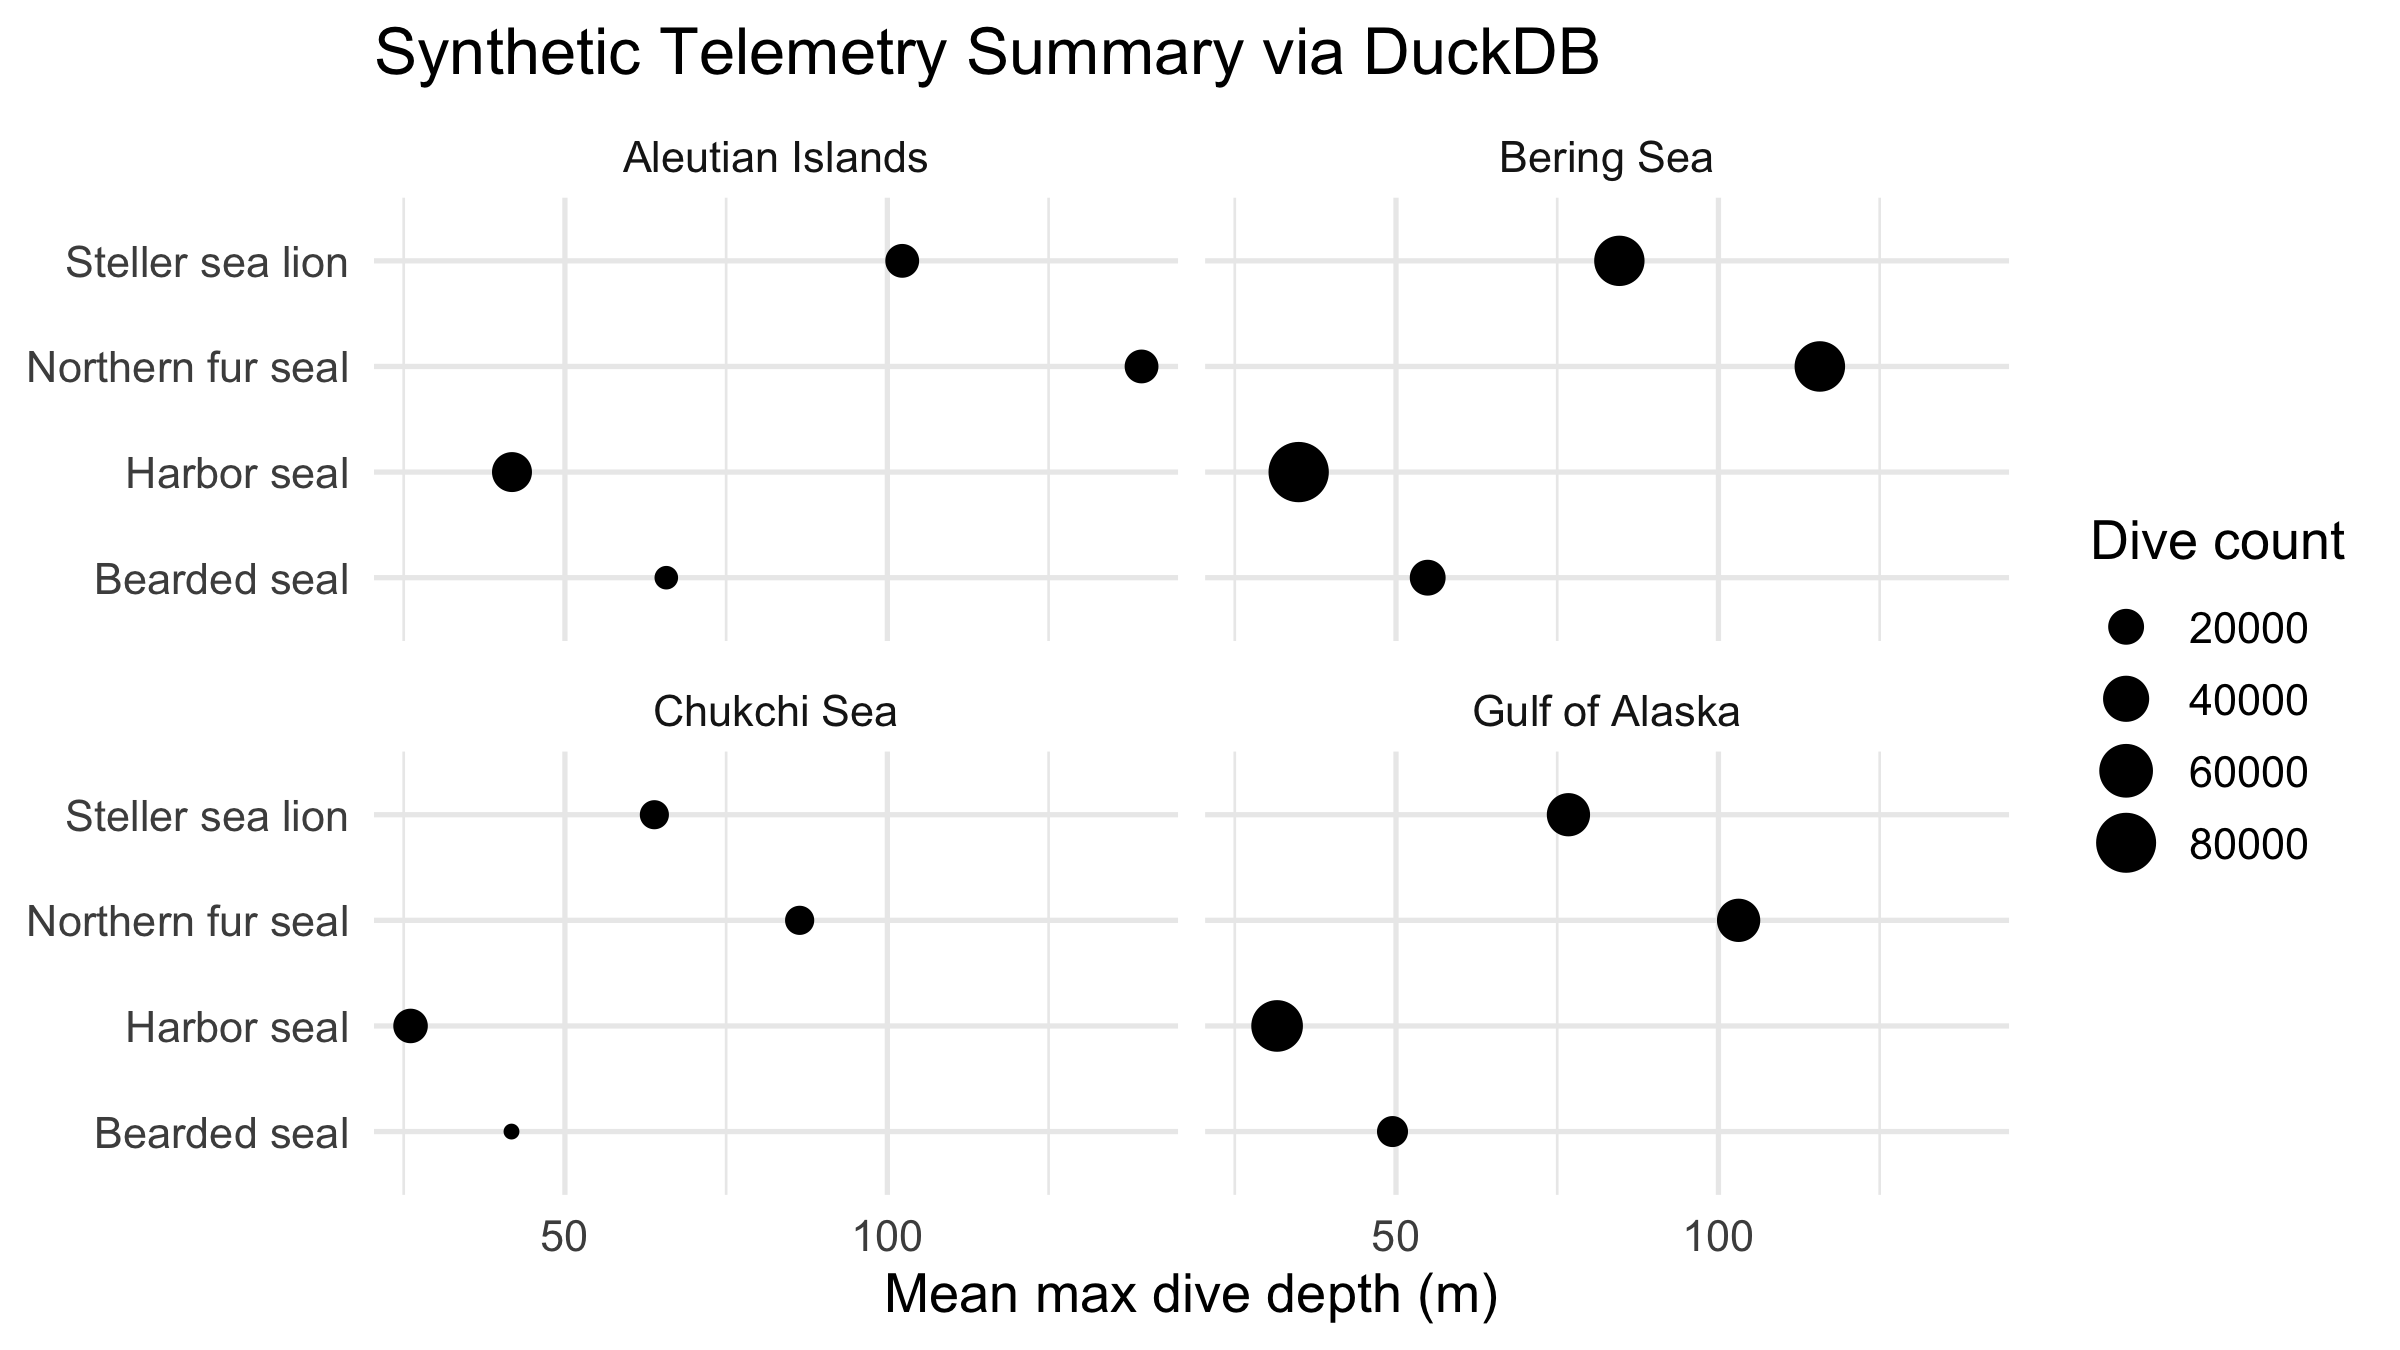 Synthetic Telemetry Summary via DuckDB
Aleutian Islands
Bering Sea
Steller sea lion
Northern fur seal
Harbor seal
Bearded seal
Chukchi Sea
Gulf of Alaska
Steller sea lion
Northern fur seal
Harbor seal
Bearded seal
50
100
50
100
Mean max dive depth (m)
Dive count
20000
40000
60000
80000